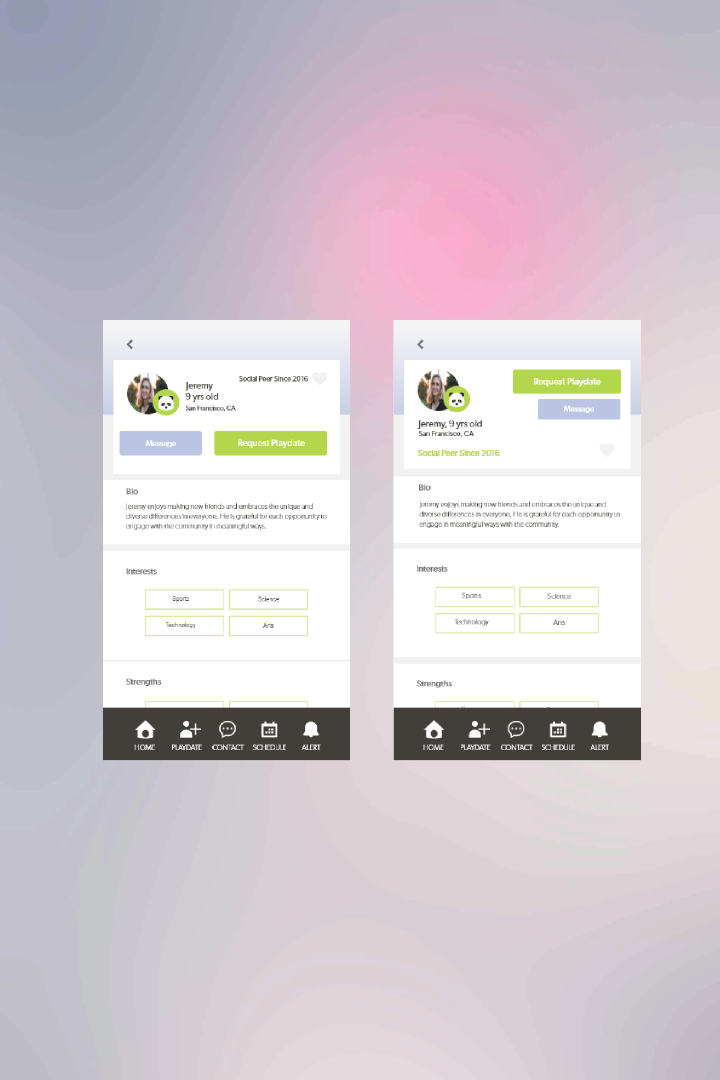 Social Peer Since 2016
Jeremy
9 yrs old
San Francisco, CA
Message
Request Playdate
Bio
Jeremy enjoys making new friends and embraces the unique and
diverse differences in everyone. He is grateful for each opportunity to
engage with the community in meaningful ways.
Interests
Sports
Science
Technology
Arts
Strengths
HOME
PLAYDATE
CONTACT
SCHEDULE
ALERT
Request Playdate
Message
Jeremy, 9 yrs old
San Francisco, CA
Social Peer Since 2016
Bio
Jeremy enjoys making new friends and embraces the unique and
diverse differences in everyone. He is grateful for each opportunity to
engage in meaningful ways with the community.
Interests
Sports
Science
Technology
Arts
Strengths
HOME
PLAYDATE
CONTACT
SCHEDULE
ALERT